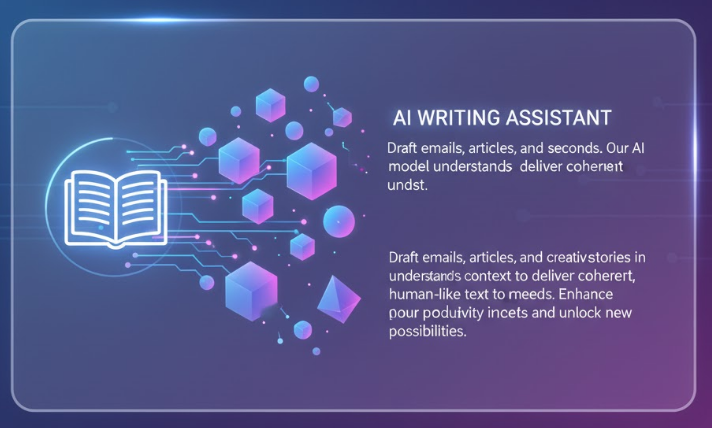 AI WRITING ASSISTANT
Draft emails, articles, and seconds. Our AI
model understands deliver coherent
undst.
Draft emails, articles, and creativstories in
understands context to deliver coherert,
human-like text to meeds. Enhance
pour poduivity incets and unlock new
possibilities.